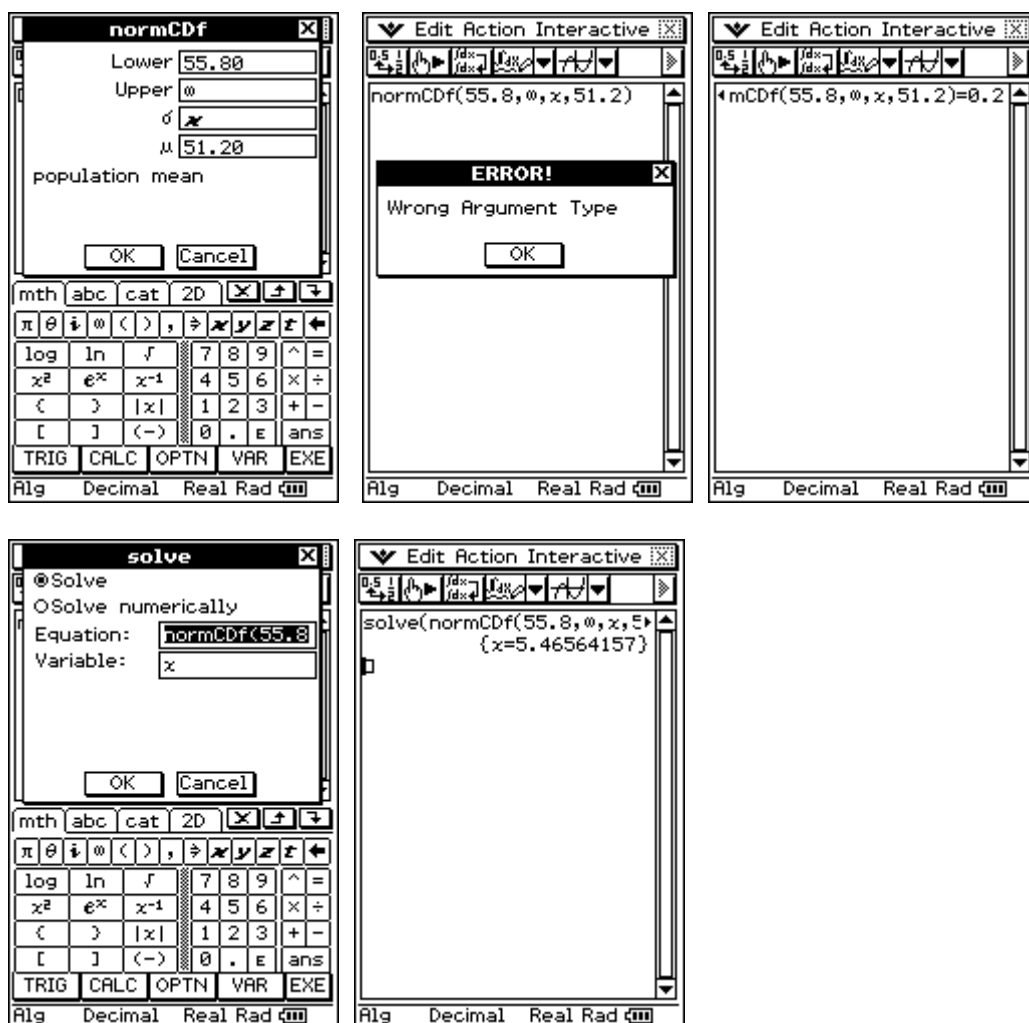 normCDf
Lower 55.80
Upper ∞
σ x
μ 51.20
population mean
OK Cancel
mth abc cat 2D
π θ i ∞ ( ) , ⇒ x y z t
log ln √ 7 8 9 ^ =
x² eˣ x⁻¹ 4 5 6 × ÷
{ } |x| 1 2 3 + −
[ ] (−) 0 . E ans
TRIG CALC OPTN VAR EXE
Alg Decimal Real Rad
Edit Action Interactive
normCDf(55.8,∞,x,51.2)
ERROR!
Wrong Argument Type
OK
Alg Decimal Real Rad
Edit Action Interactive
mCDf(55.8,∞,x,51.2)=0.2
Alg Decimal Real Rad
solve
Solve
Solve numerically
Equation: normCDf(55.8
Variable: x
OK Cancel
mth abc cat 2D
π θ i ∞ ( ) , ⇒ x y z t
log ln √ 7 8 9 ^ =
x² eˣ x⁻¹ 4 5 6 × ÷
{ } |x| 1 2 3 + −
[ ] (−) 0 . E ans
TRIG CALC OPTN VAR EXE
Alg Decimal Real Rad
Edit Action Interactive
solve(normCDf(55.8,∞,x,5
{x=5.46564157}
Alg Decimal Real Rad